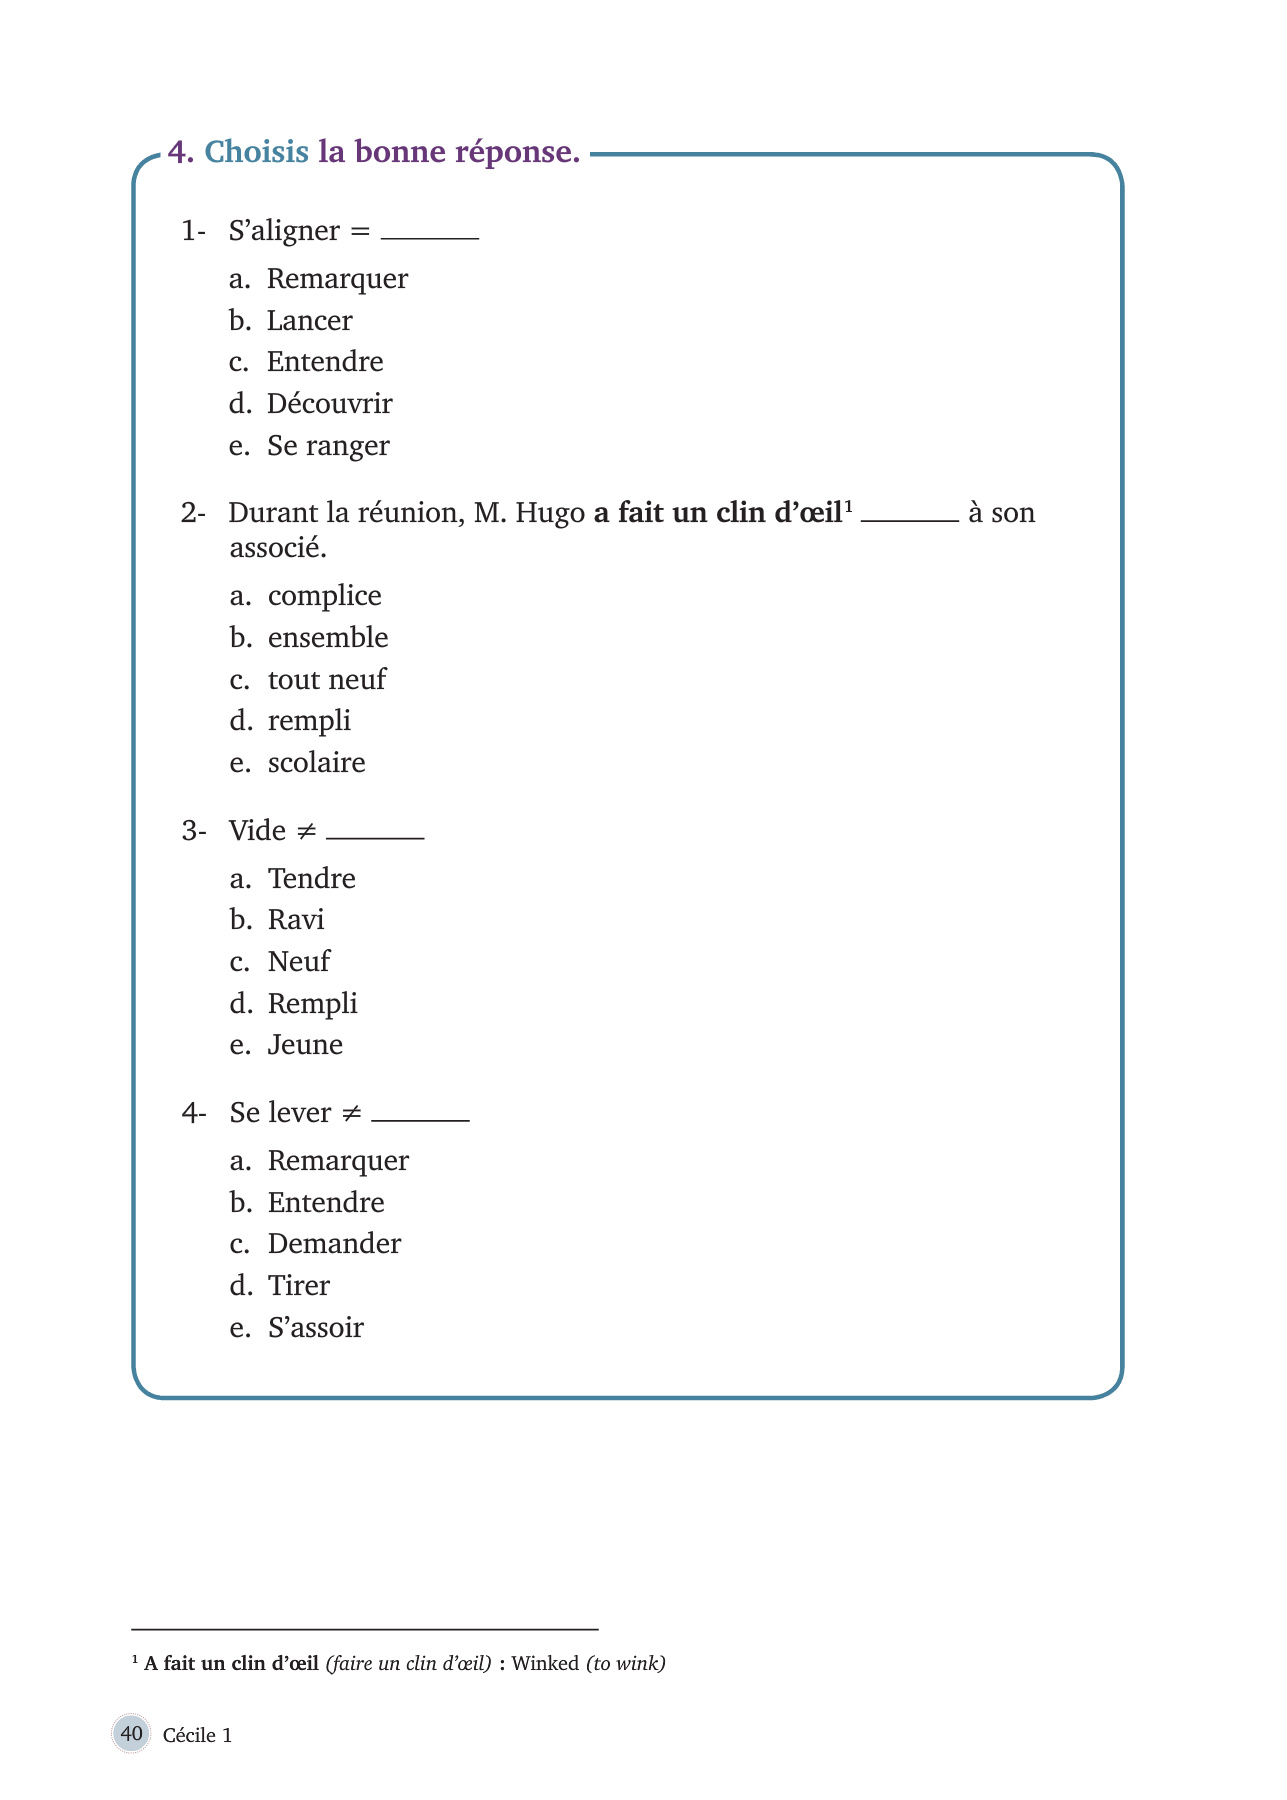 4. Choisis la bonne réponse.
1- S’aligner = ______
a. Remarquer
b. Lancer
c. Entendre
d. Découvrir
e. Se ranger
2- Durant la réunion, M. Hugo a fait un clin d’œil¹ ______ à son
associé.
a. complice
b. ensemble
c. tout neuf
d. rempli
e. scolaire
3- Vide ≠ ______
a. Tendre
b. Ravi
c. Neuf
d. Rempli
e. Jeune
4- Se lever ≠ ______
a. Remarquer
b. Entendre
c. Demander
d. Tirer
e. S’assoir
¹ A fait un clin d’œil (faire un clin d’œil) : Winked (to wink)
40 Cécile 1